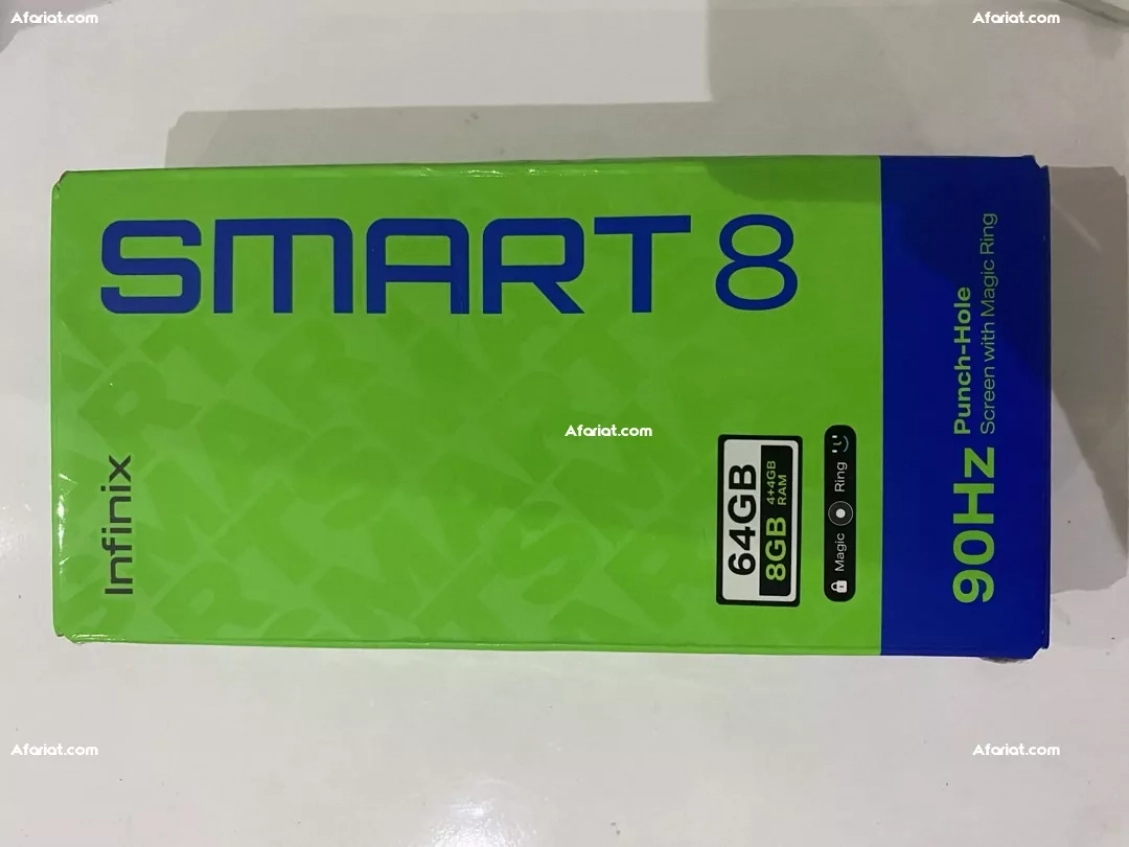 Afariat.com
Afariat.com
SMART 8
Infinix
Afariat.com
64GB
8GB 4+4GB RAM
Magic Ring
90Hz Punch-Hole
Screen with Magic Ring
Afariat.com
Afariat.com